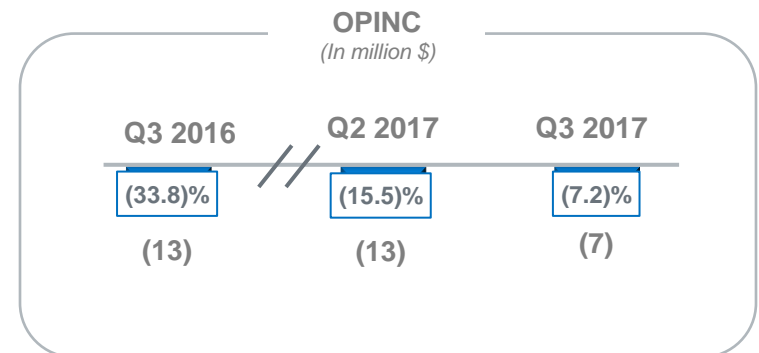 OPINC
(In million $)
Q3 2016 Q2 2017 Q3 2017
(33.8)% (15.5)% (7.2)%
(13) (13) (7)